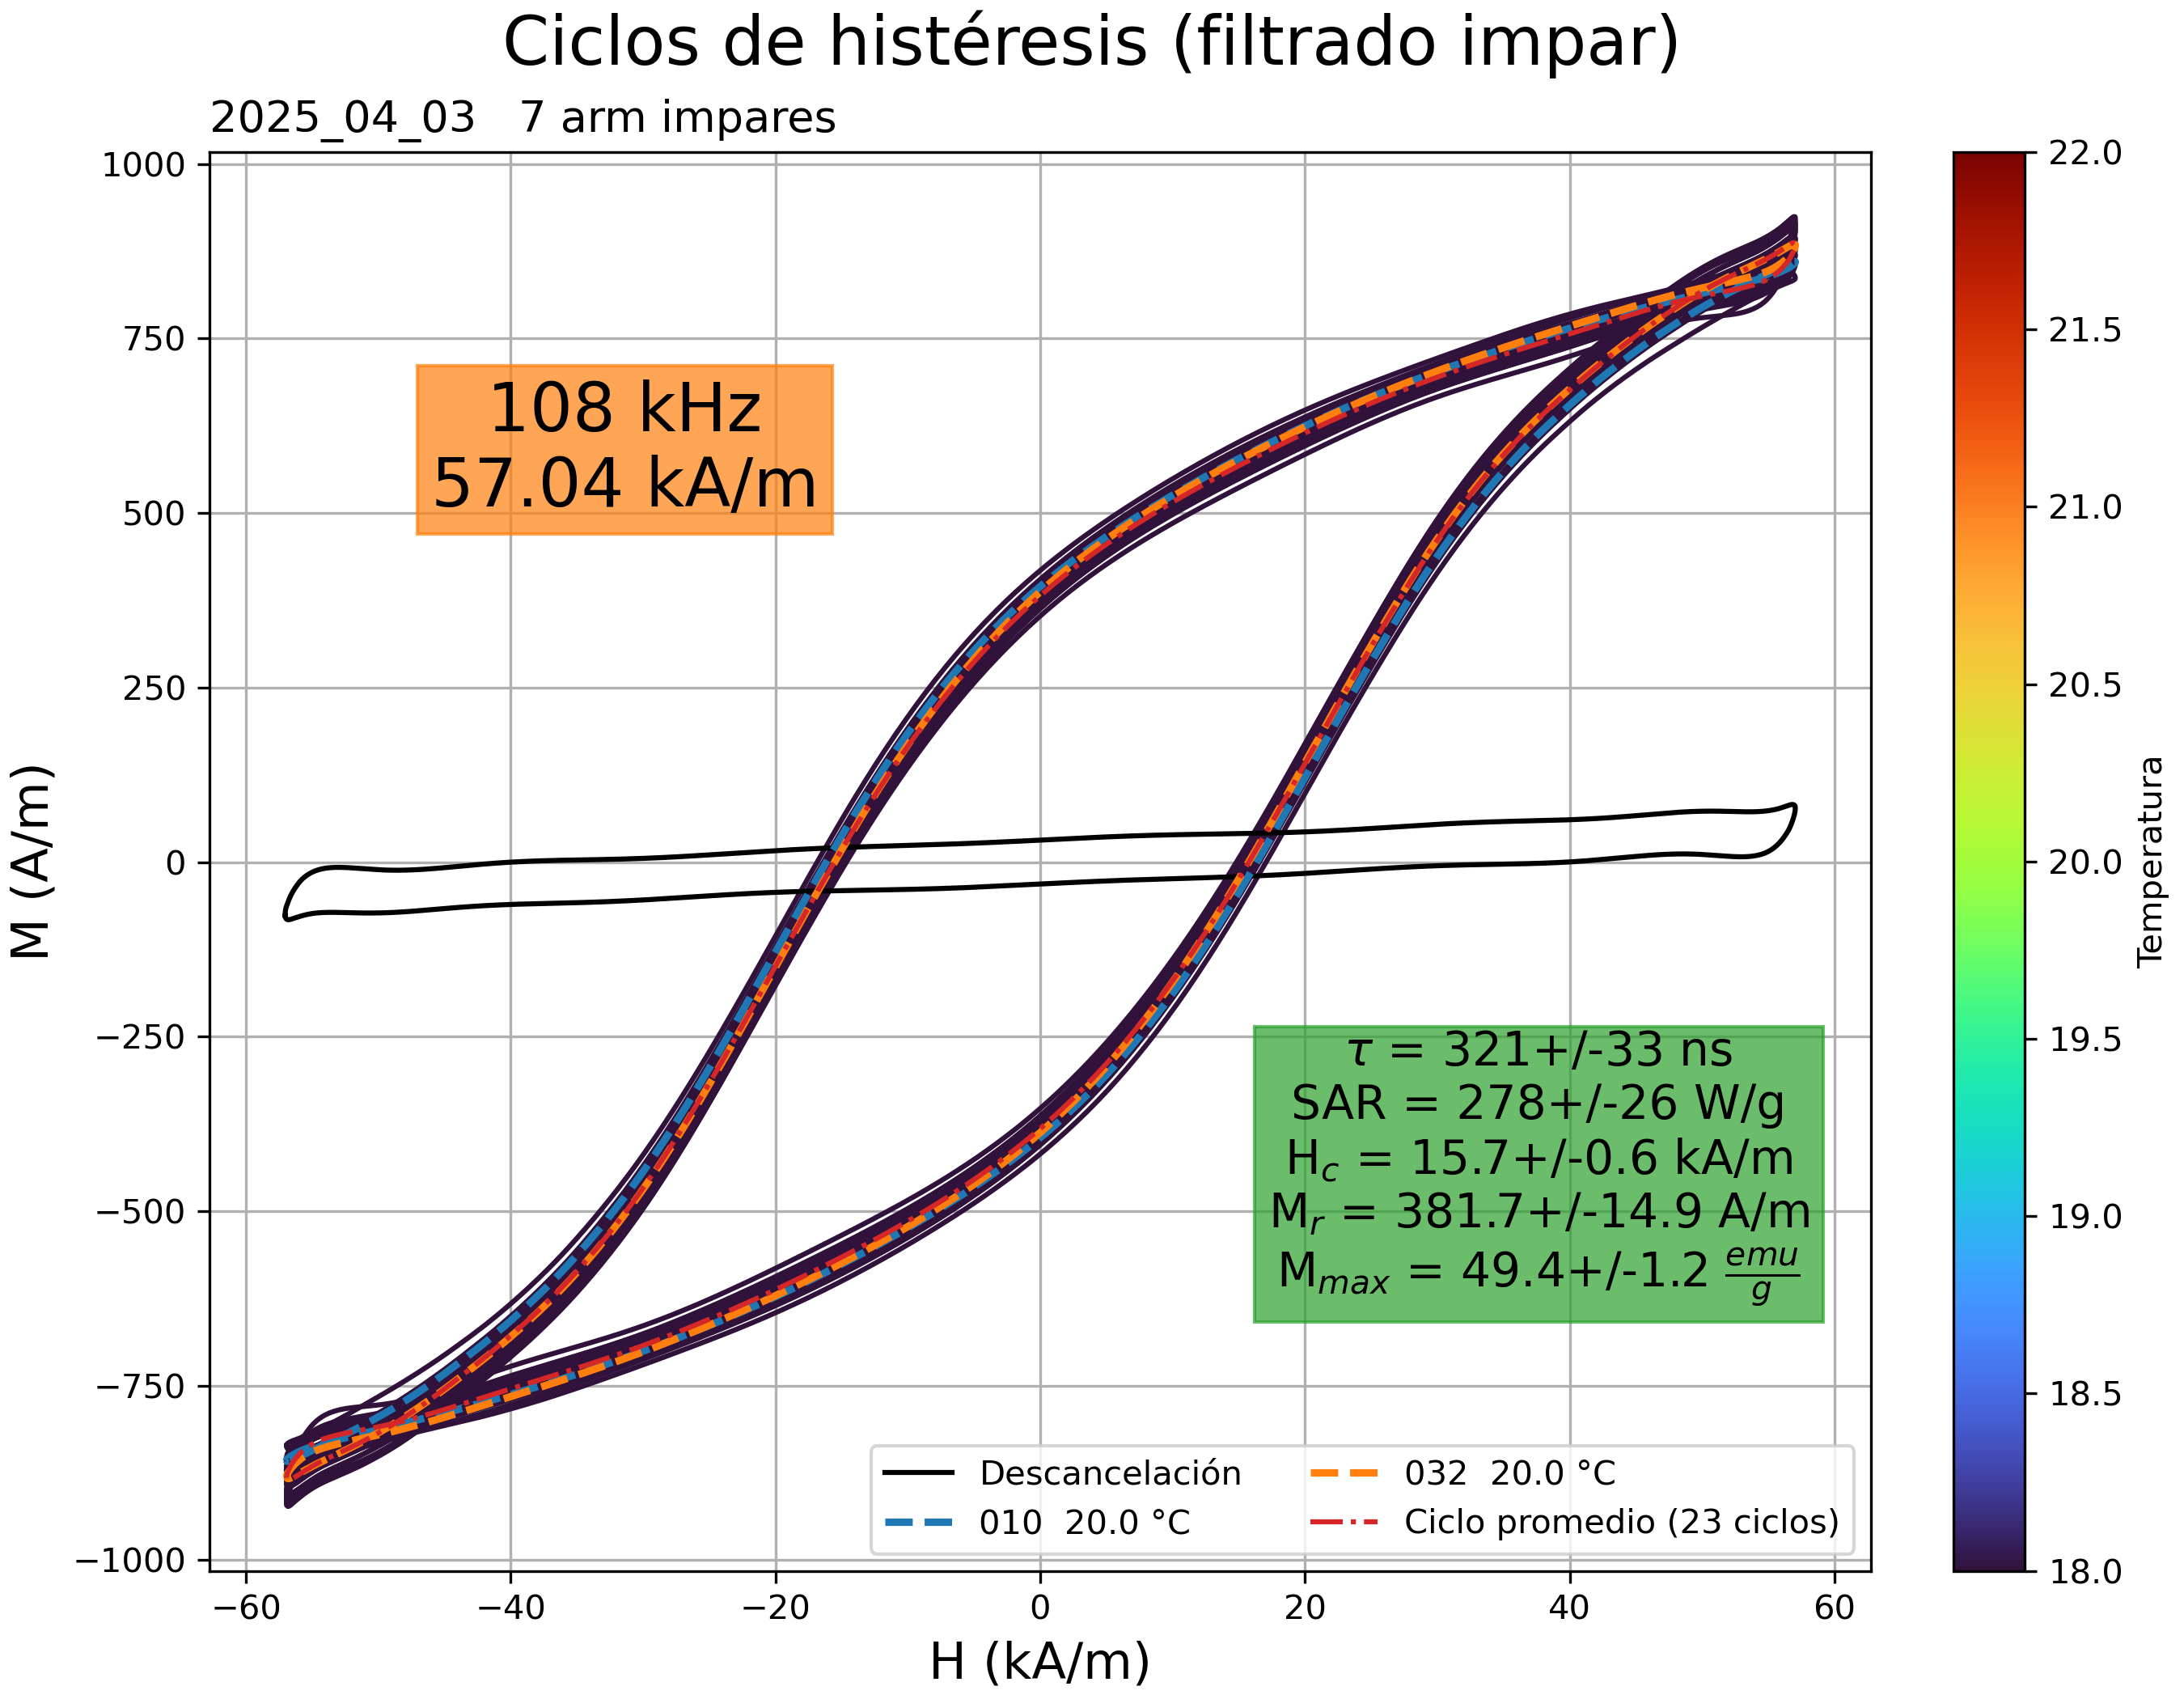 Ciclos de histéresis (filtrado impar)
2025_04_03   7 arm impares
1000
750
500
250
0
−250
−500
−750
−1000
M (A/m)
108 kHz
57.04 kA/m
τ = 321+/-33 ns
SAR = 278+/-26 W/g
H_c = 15.7+/-0.6 kA/m
M_r = 381.7+/-14.9 A/m
M_max = 49.4+/-1.2 emu/g
Descancelación
010  20.0 °C
032  20.0 °C
Ciclo promedio (23 ciclos)
−60
−40
−20
0
20
40
60
H (kA/m)
22.0
21.5
21.0
20.5
20.0
19.5
19.0
18.5
18.0
Temperatura